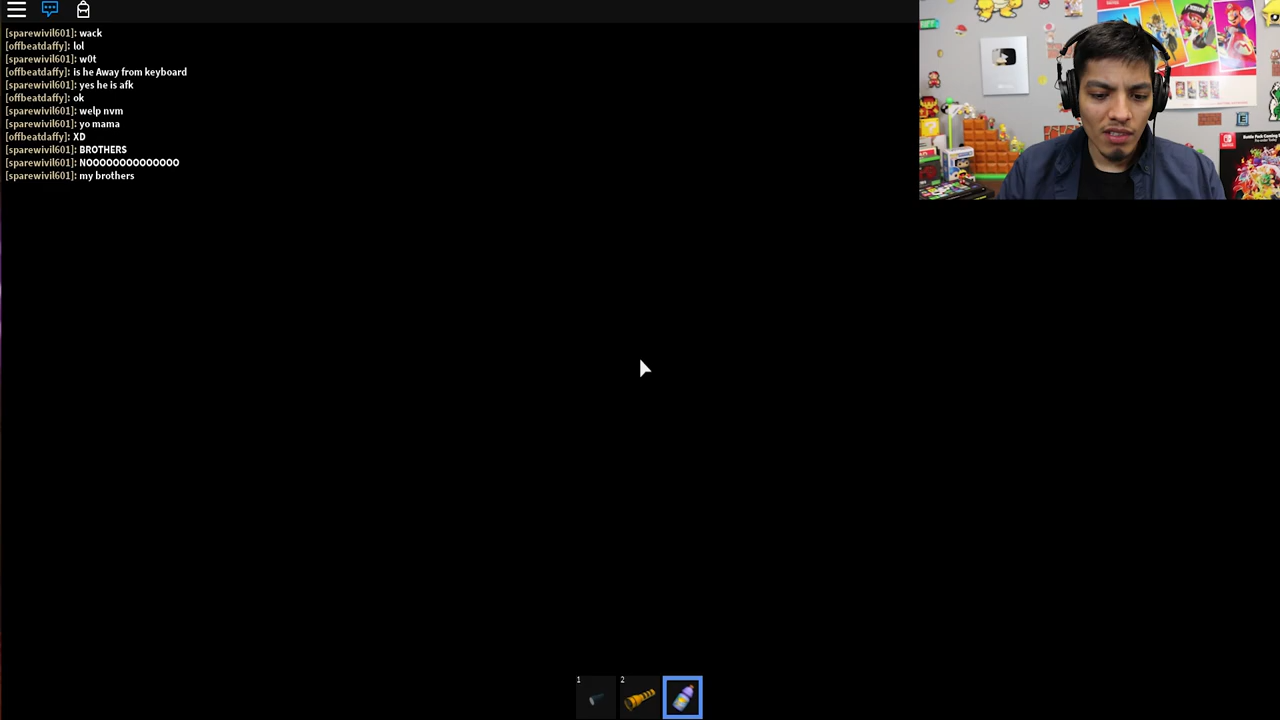 [sparewivil601]: wack
[offbeatdaffy]: lol
[sparewivil601]: w0t
[offbeatdaffy]: is he Away from keyboard
[sparewivil601]: yes he is afk
[offbeatdaffy]: ok
[sparewivil601]: welp nvm
[sparewivil601]: yo mama
[offbeatdaffy]: XD
[sparewivil601]: BROTHERS
[sparewivil601]: NOOOOOOOOOOOOOO
[sparewivil601]: my brothers
1
2